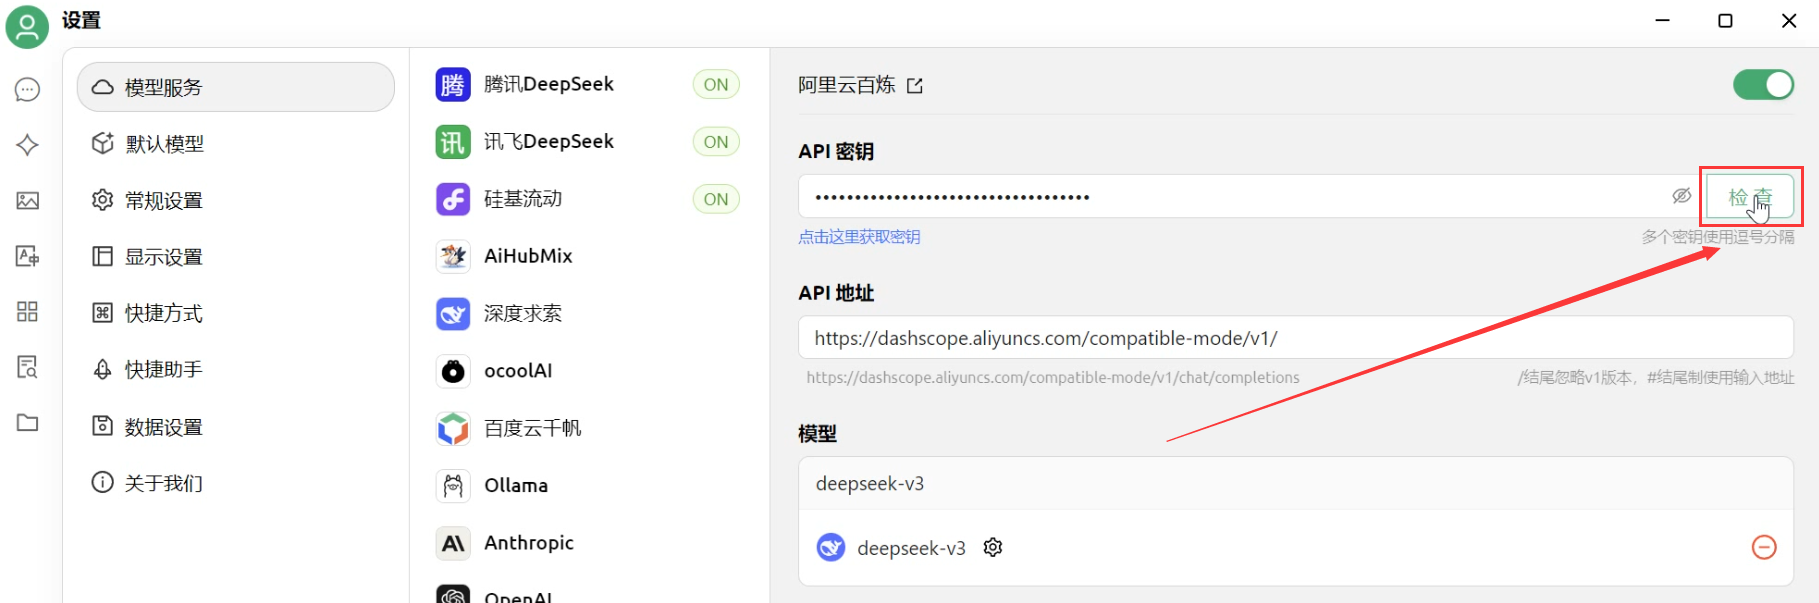 设置
模型服务
默认模型
常规设置
显示设置
快捷方式
快捷助手
数据设置
关于我们
腾 腾讯DeepSeek ON
讯 讯飞DeepSeek ON
硅基流动 ON
AiHubMix
深度求索
ocoolAI
百度云千帆
Ollama
Anthropic
OpenAI
阿里云百炼
API 密钥
••••••••••••••••••••••••••••••••••• 检查
点击这里获取密钥 多个密钥使用逗号分隔
API 地址
https://dashscope.aliyuncs.com/compatible-mode/v1/
https://dashscope.aliyuncs.com/compatible-mode/v1/chat/completions /结尾忽略v1版本，#结尾制使用输入地址
模型
deepseek-v3
deepseek-v3